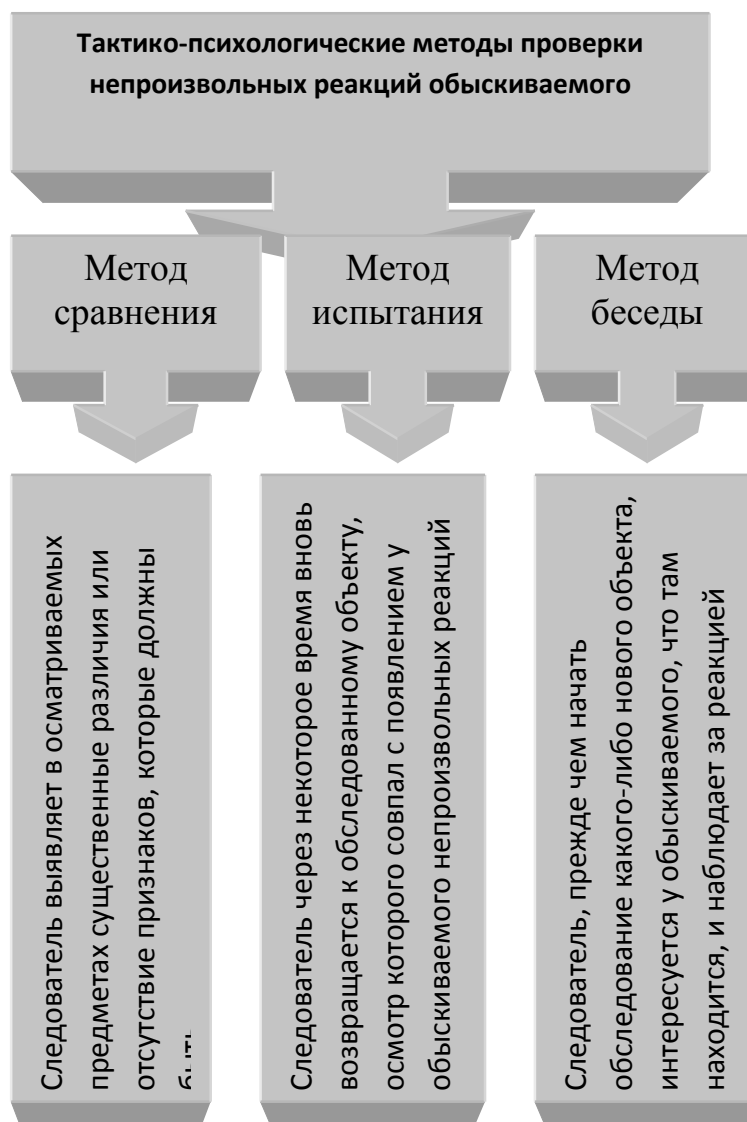 Тактико-психологические методы проверки
непроизвольных реакций обыскиваемого
Метод
сравнения
Метод
испытания
Метод
беседы
Следователь выявляет в осматриваемых
предметах существенные различия или
отсутствие признаков, которые должны
быть
Следователь через некоторое время вновь
возвращается к обследованному объекту,
осмотр которого совпал с появлением у
обыскиваемого непроизвольных реакций
Следователь, прежде чем начать
обследование какого-либо нового объекта,
интересуется у обыскиваемого, что там
находится, и наблюдает за реакцией